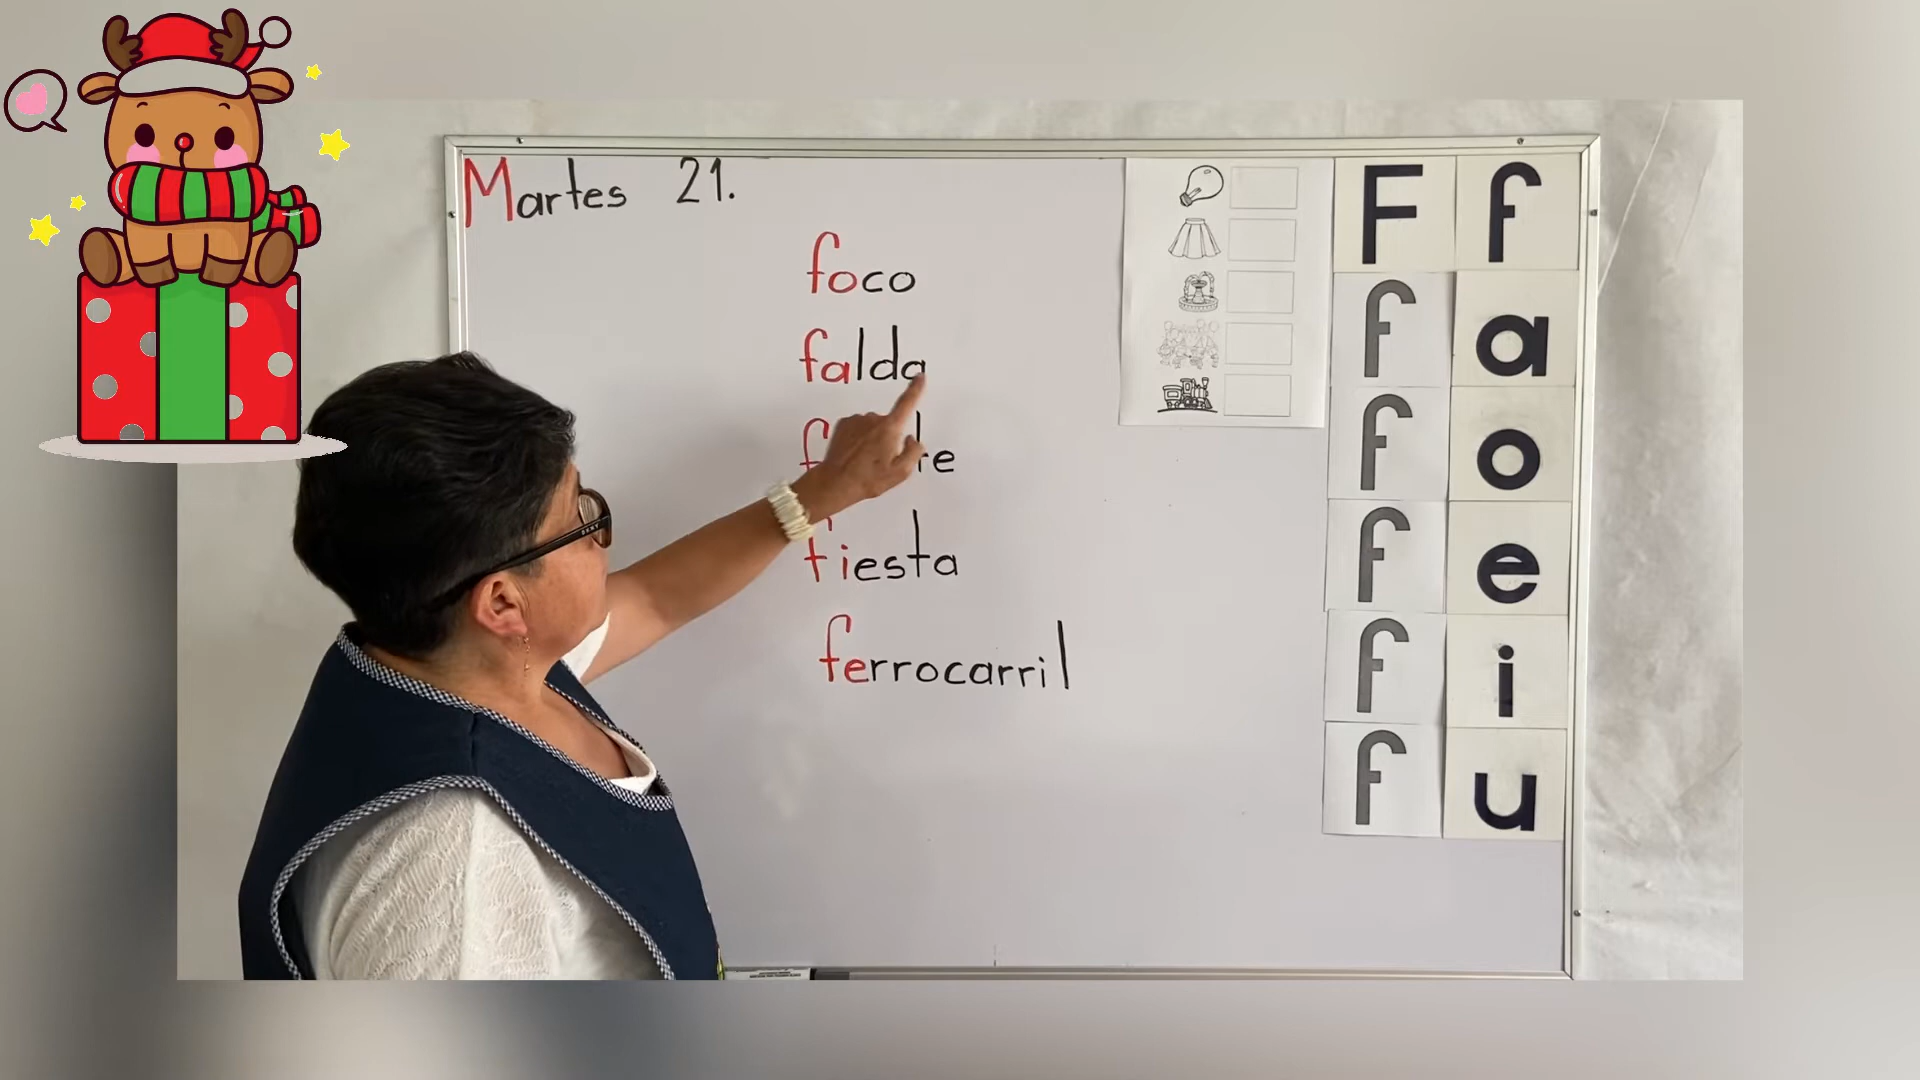 Martes 21.
foco
falda
fiesta
ferrocarril
F f
f a
f o
f e
f i
f u